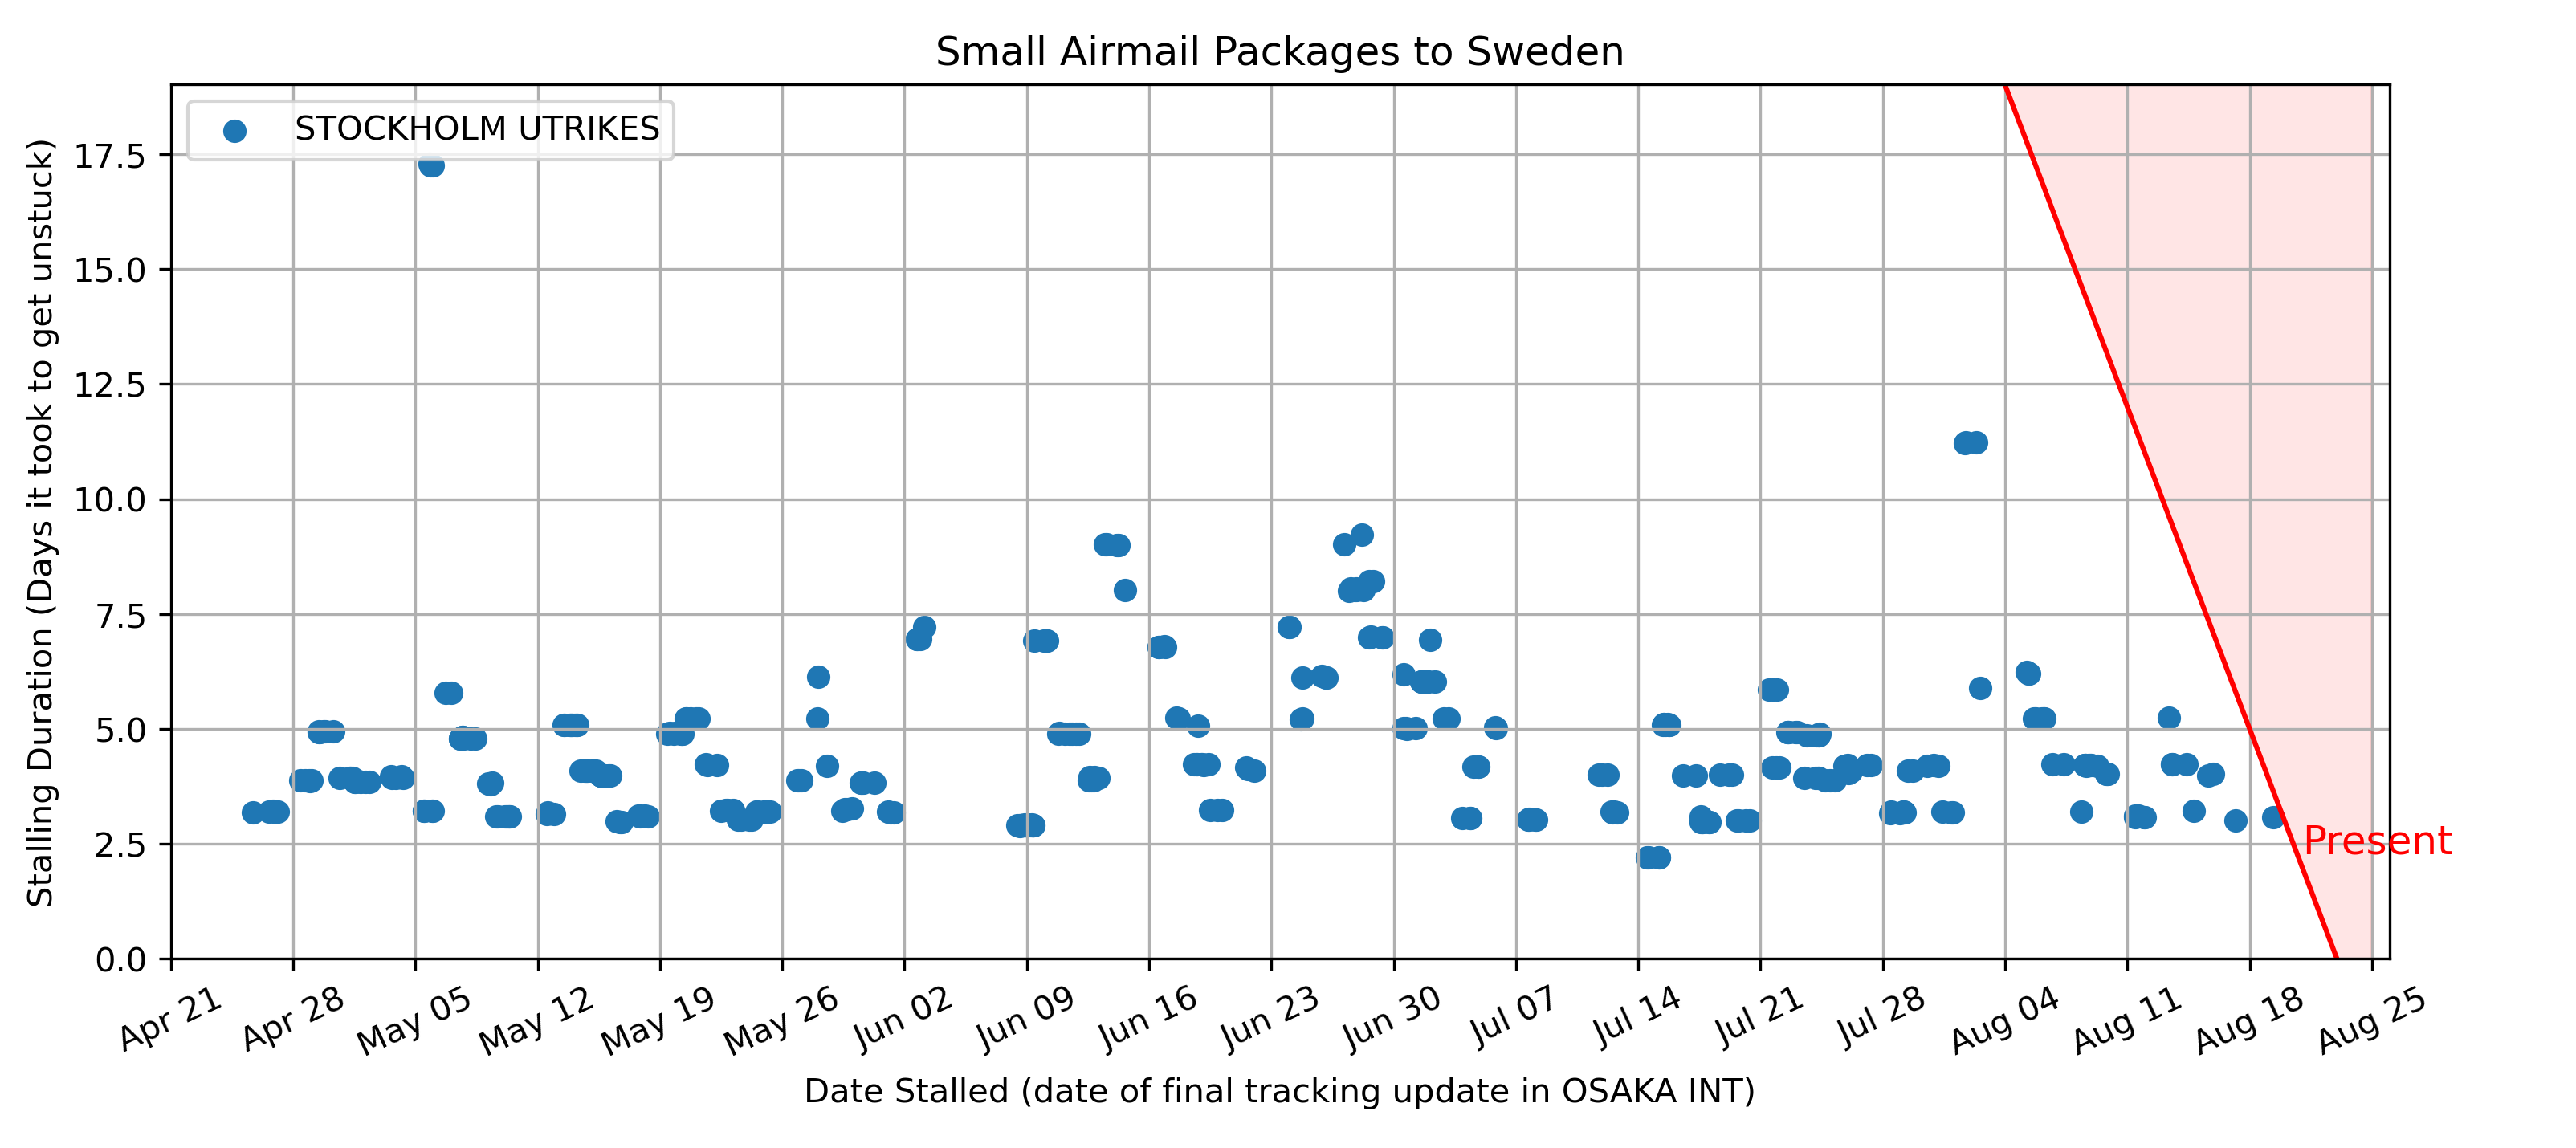 Small Airmail Packages to Sweden
STOCKHOLM UTRIKES
Stalling Duration (Days it took to get unstuck)
17.5
15.0
12.5
10.0
7.5
5.0
2.5
0.0
Present
Apr 21
Apr 28
May 05
May 12
May 19
May 26
Jun 02
Jun 09
Jun 16
Jun 23
Jun 30
Jul 07
Jul 14
Jul 21
Jul 28
Aug 04
Aug 11
Aug 18
Aug 25
Date Stalled (date of final tracking update in OSAKA INT)